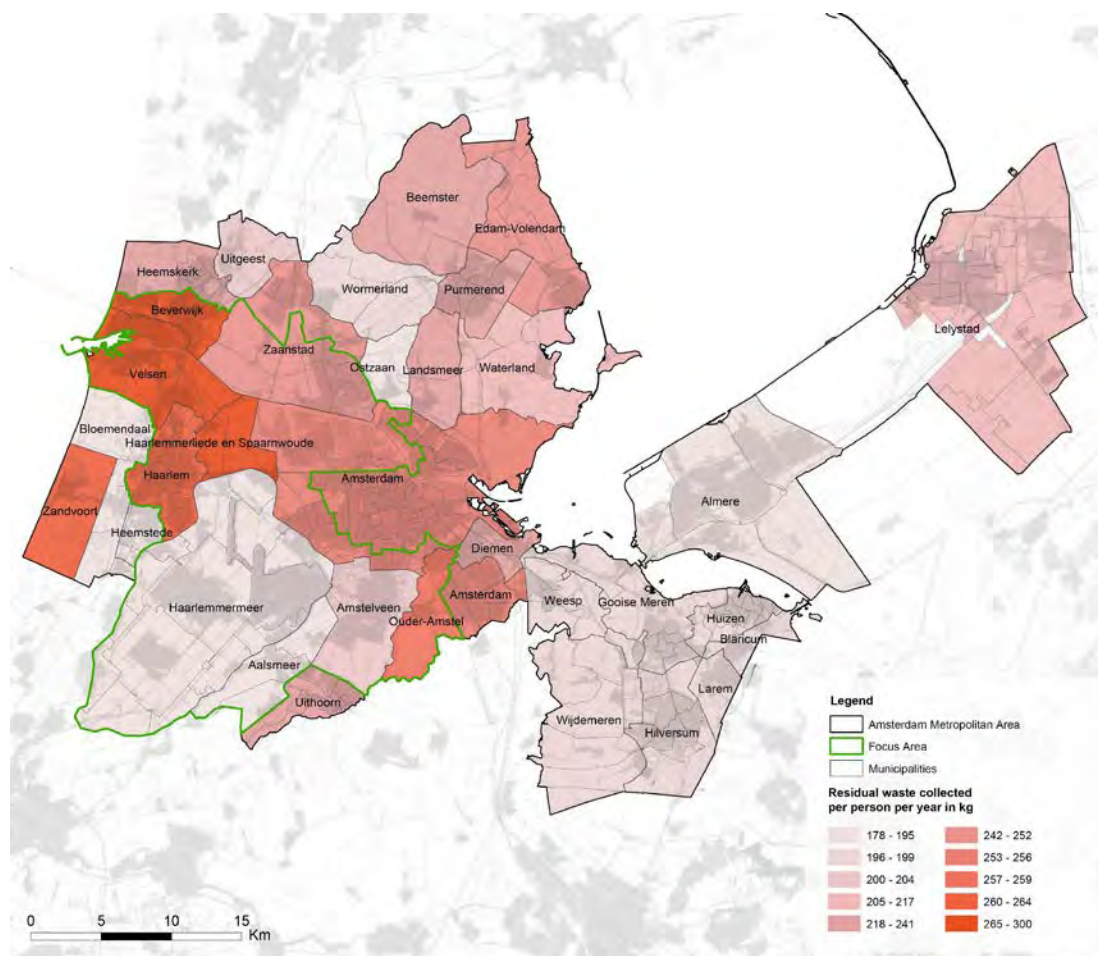 Beemster
Edam-Volendam
Uitgeest
Heemskerk
Wormerland
Purmerend
Beverwijk
Lelystad
Zaanstad
Ostzaan
Landsmeer
Waterland
Velsen
Bloemendaal
Haarlemmerliede en Spaarnwoude
Haarlem
Amsterdam
Almere
Zandvoort
Heemstede
Diemen
Haarlemmermeer
Amstelveen
Amsterdam
Weesp
Gooise Meren
Ouder-Amstel
Huizen
Blaricum
Aalsmeer
Larem
Uithoorn
Wijdemeren
Hilversum
Legend
Amsterdam Metropolitan Area
Focus Area
Municipalities
Residual waste collected
per person per year in kg
178 - 195
242 - 252
196 - 199
253 - 256
200 - 204
257 - 259
205 - 217
260 - 264
218 - 241
265 - 300
0 5 10 15
Km